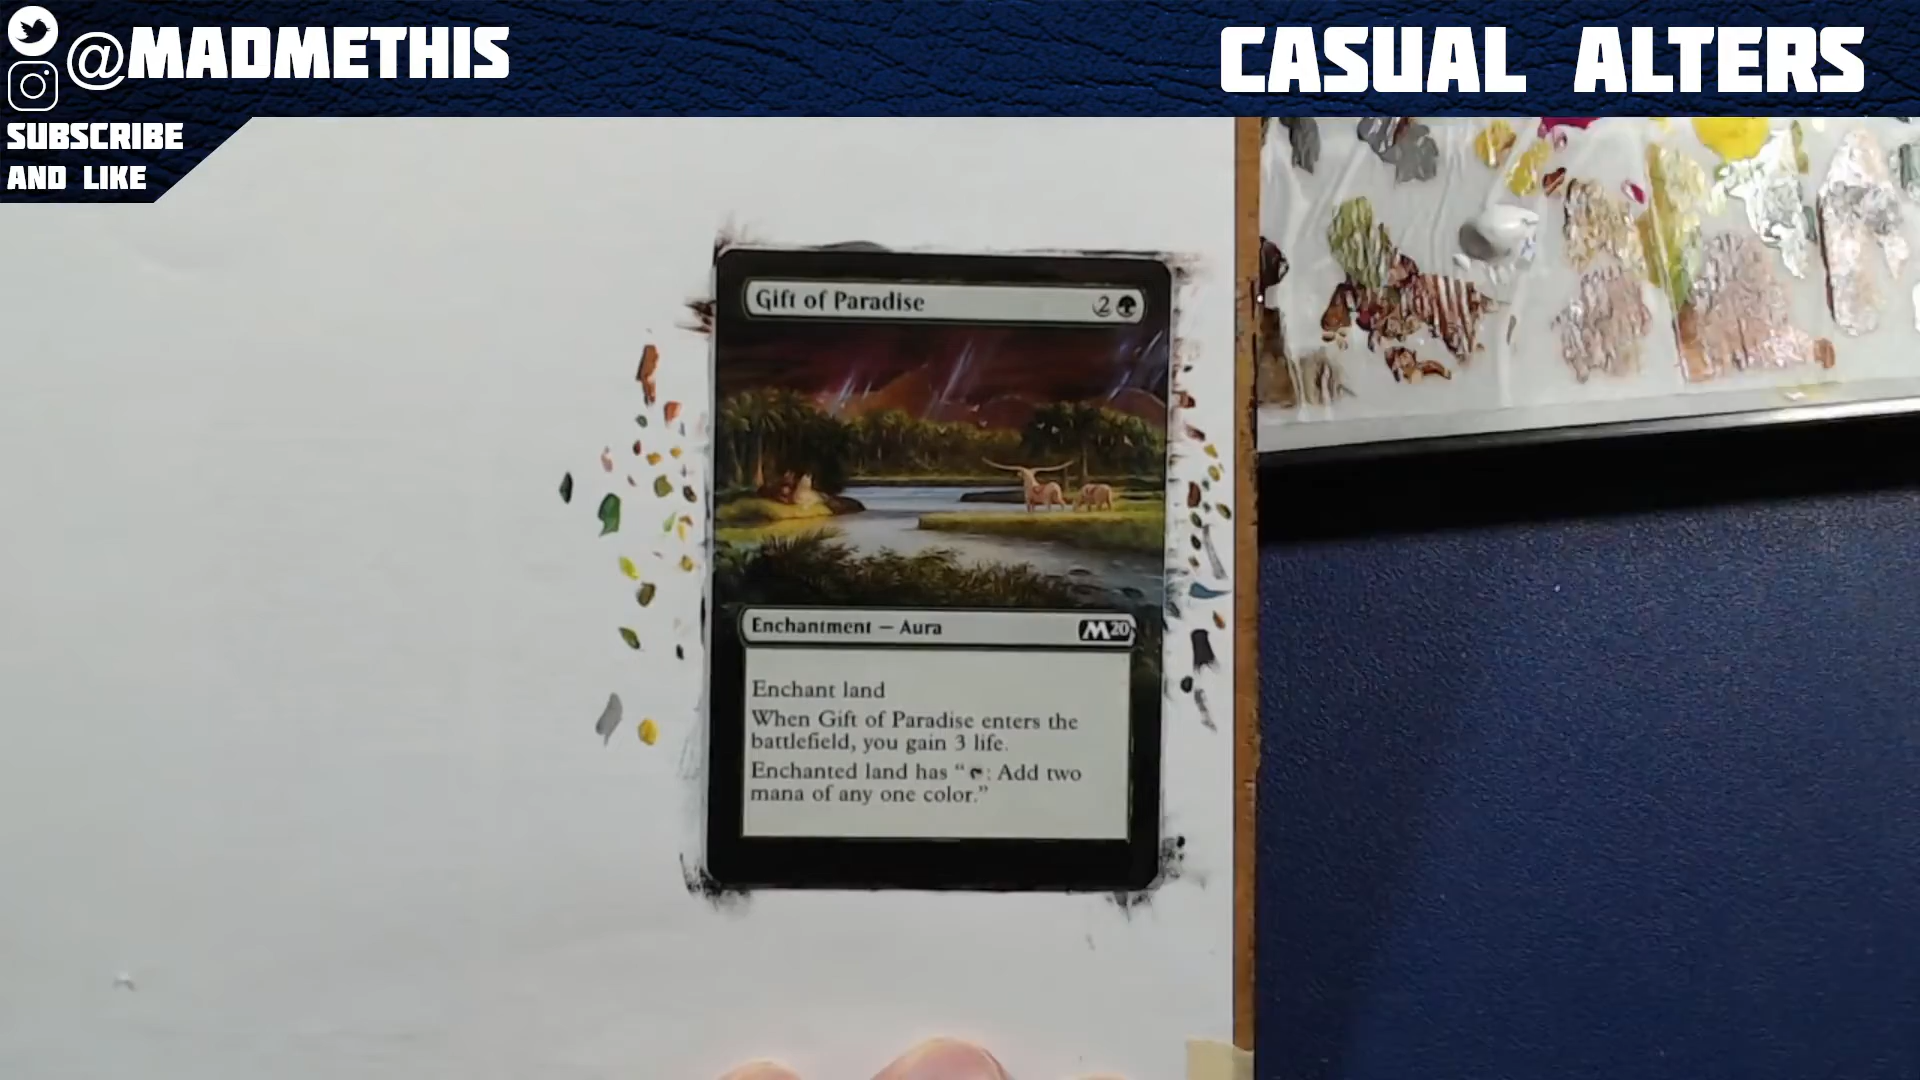 @MADMETHIS
CASUAL ALTERS
SUBSCRIBE
AND LIKE
Gift of Paradise 2
Enchantment — Aura M20
Enchant land
When Gift of Paradise enters the
battlefield, you gain 3 life.
Enchanted land has “ : Add two
mana of any one color.”